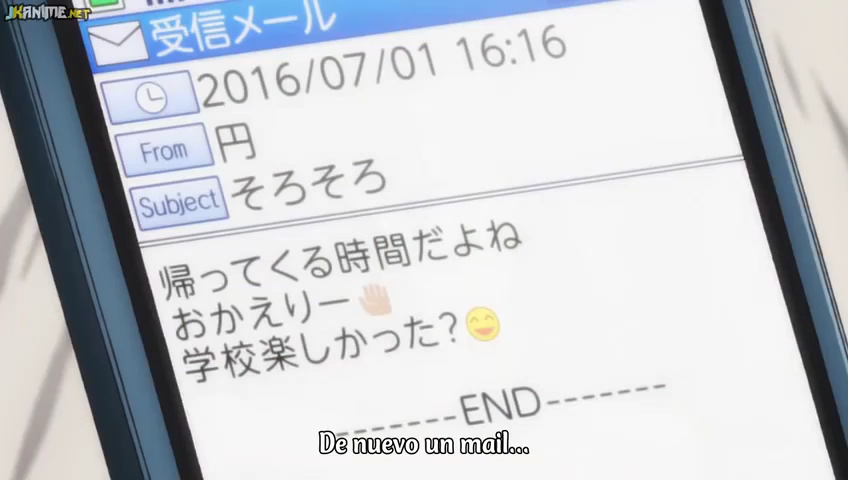 JKANIME.NET
受信メール
2016/07/01 16:16
From 円
Subject そろそろ
帰ってくる時間だよね
おかえりー👋🏼
学校楽しかった?😄
-------END-------
De nuevo un mail...